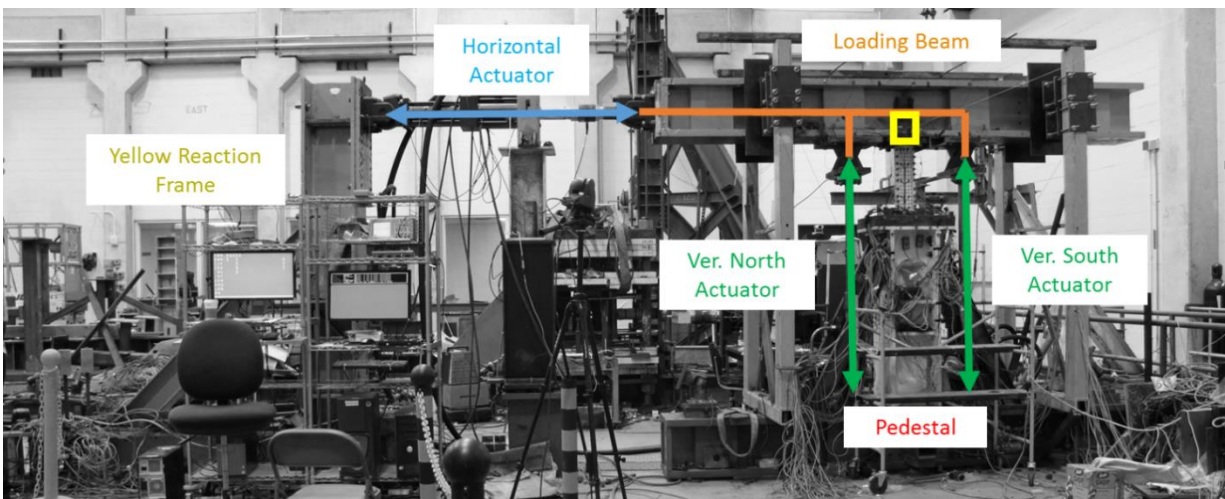 Horizontal
Actuator
Loading Beam
EAST
Yellow Reaction
Frame
Ver. North
Actuator
Ver. South
Actuator
Pedestal